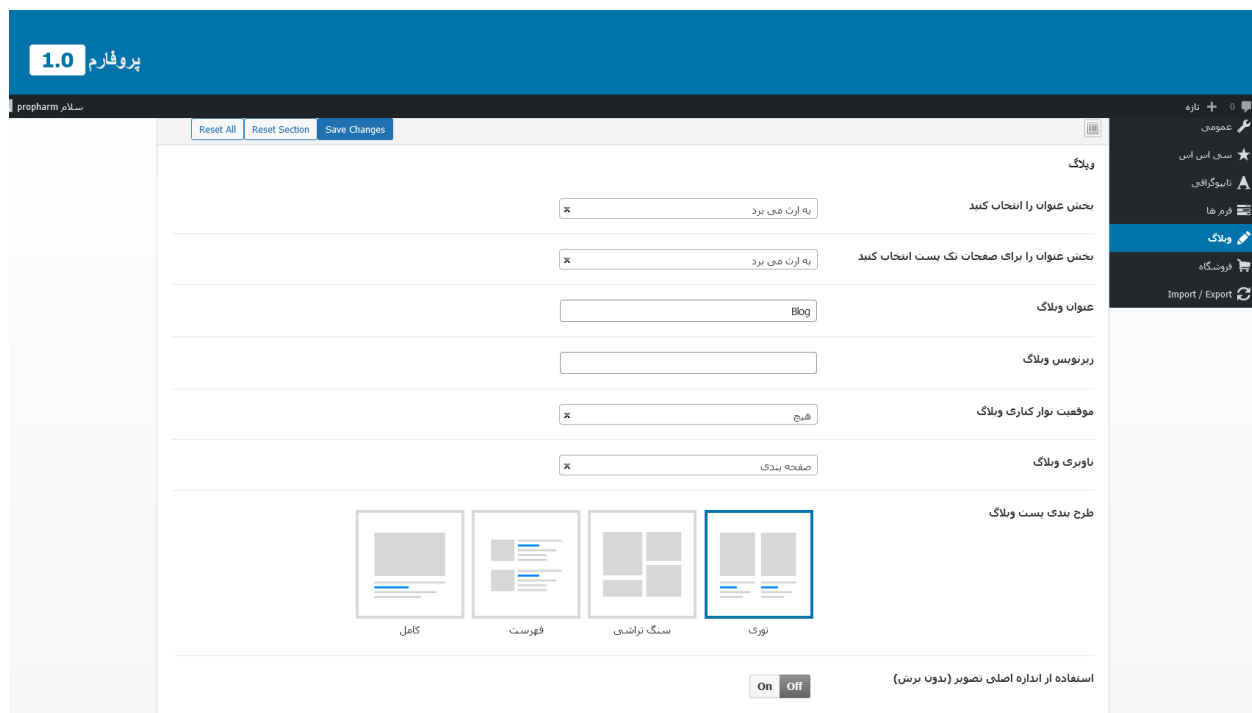 پروفارم 1.0
0 تازه
سلام propharm
عمومی
سی اس اس
تایپوگرافی
فرم ها
وبلاگ
فروشگاه
Import / Export
Save Changes Reset Section Reset All
وبلاگ
بخش عنوان را انتخاب کنید
به ارث می برد
بخش عنوان را برای صفحات تک پست انتخاب کنید
به ارث می برد
عنوان وبلاگ
Blog
زیرنویس وبلاگ
موقعیت نوار کناری وبلاگ
هیچ
ناوبری وبلاگ
صفحه بندی
طرح بندی پست وبلاگ
توری
سنگ تراشی
فهرست
کامل
استفاده از اندازه اصلی تصویر (بدون برش)
On Off